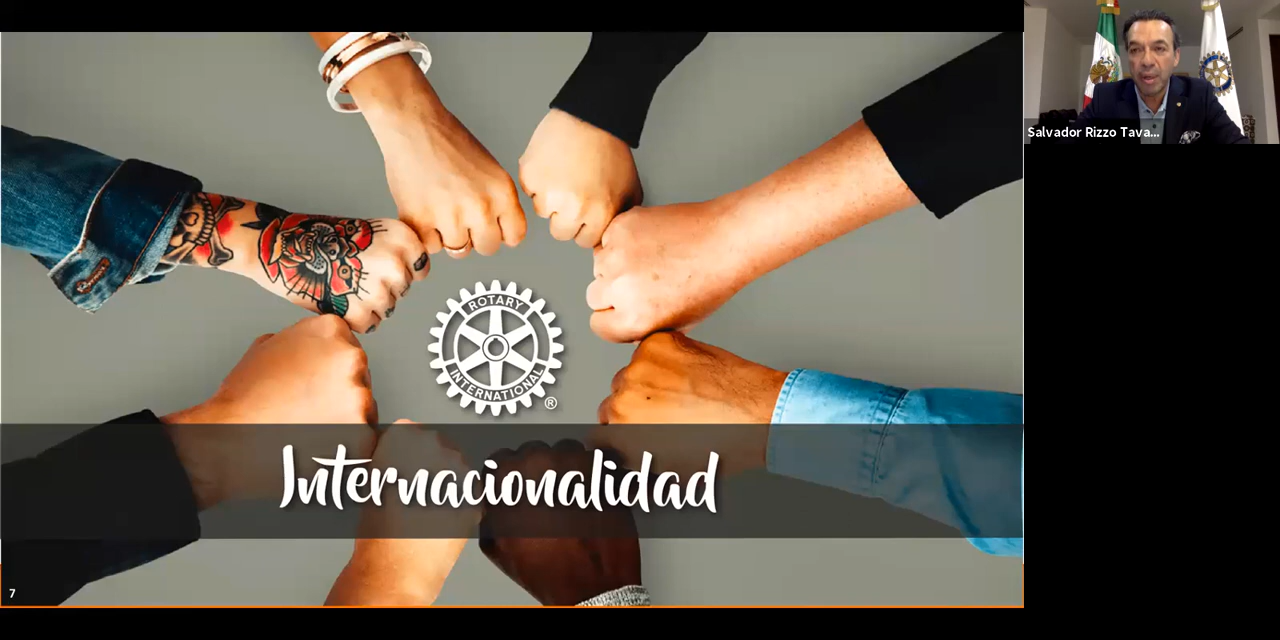 Salvador Rizzo Tava...
ROTARY
INTERNATIONAL
®
Internacionalidad
7